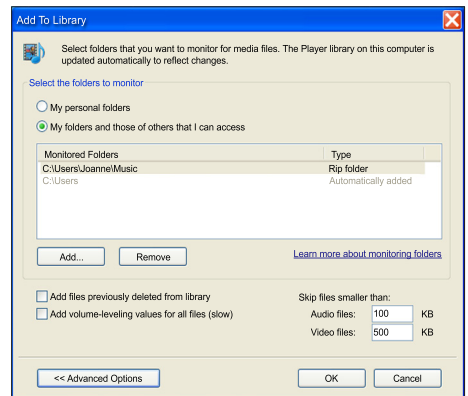 Add To Library
Select folders that you want to monitor for media files. The Player library on this computer is
updated automatically to reflect changes.
Select the folders to monitor
My personal folders
My folders and those of others that I can access
Monitored Folders Type
C:\Users\Joanne\Music Rip folder
C:\Users Automatically added
Add... Remove Learn more about monitoring folders
Add files previously deleted from library Skip files smaller than:
Add volume-leveling values for all files (slow) Audio files: 100 KB
Video files: 500 KB
<< Advanced Options OK Cancel